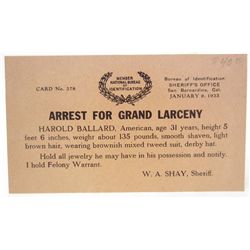 CARD No. 378
MEMBER
NATIONAL BUREAU
OF
IDENTIFICATION
Bureau of Identification
SHERIFF'S OFFICE
San Bernardino, Cal.
JANUARY 9, 1923
ARREST FOR GRAND LARCENY
HAROLD BALLARD, American, age 31 years, height 5
feet 6 inches, weight about 135 pounds, smooth shaven, light
brown hair, wearing brownish mixed tweed suit, derby hat.
Hold all jewelry he may have in his possession and notify.
I hold Felony Warrant.
W. A. SHAY, Sheriff.